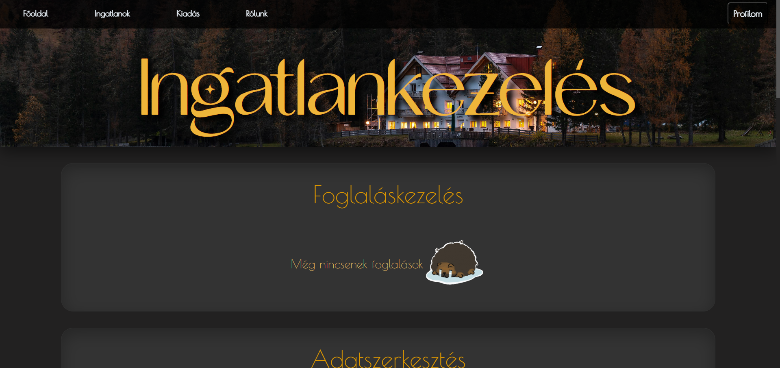 Főoldal
Ingatlanok
Kiadás
Rólunk
Profilom
Ingatlankezelés
Foglaláskezelés
Még nincsenek foglalások
Adatszerkesztés